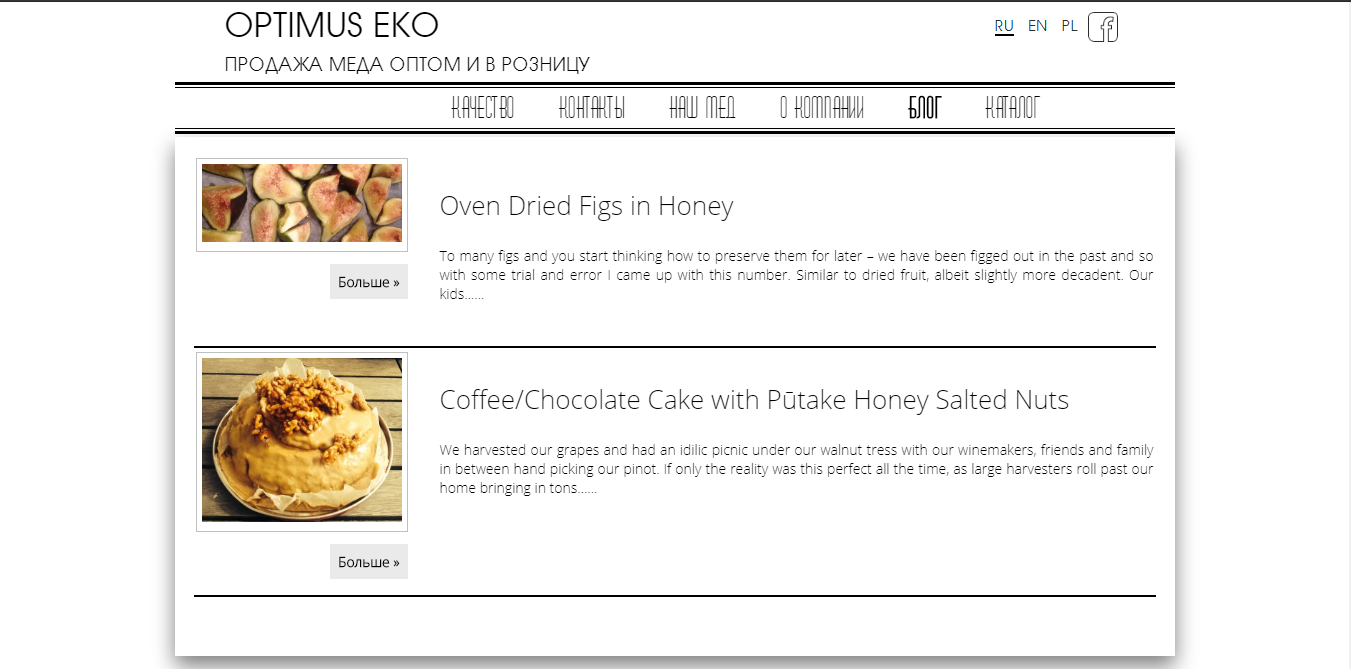 OPTIMUS EKO
RU EN PL
ПРОДАЖА МЕДА ОПТОМ И В РОЗНИЦУ
КАЧЕСТВО КОНТАКТЫ НАШ МЕД О КОМПАНИИ БЛОГ КАТАЛОГ
Oven Dried Figs in Honey
To many figs and you start thinking how to preserve them for later – we have been figged out in the past and so
with some trial and error I came up with this number. Similar to dried fruit, albeit slightly more decadent. Our
kids……
Больше »
Coffee/Chocolate Cake with Pūtake Honey Salted Nuts
We harvested our grapes and had an idilic picnic under our walnut tress with our winemakers, friends and family
in between hand picking our pinot. If only the reality was this perfect all the time, as large harvesters roll past our
home bringing in tons……
Больше »